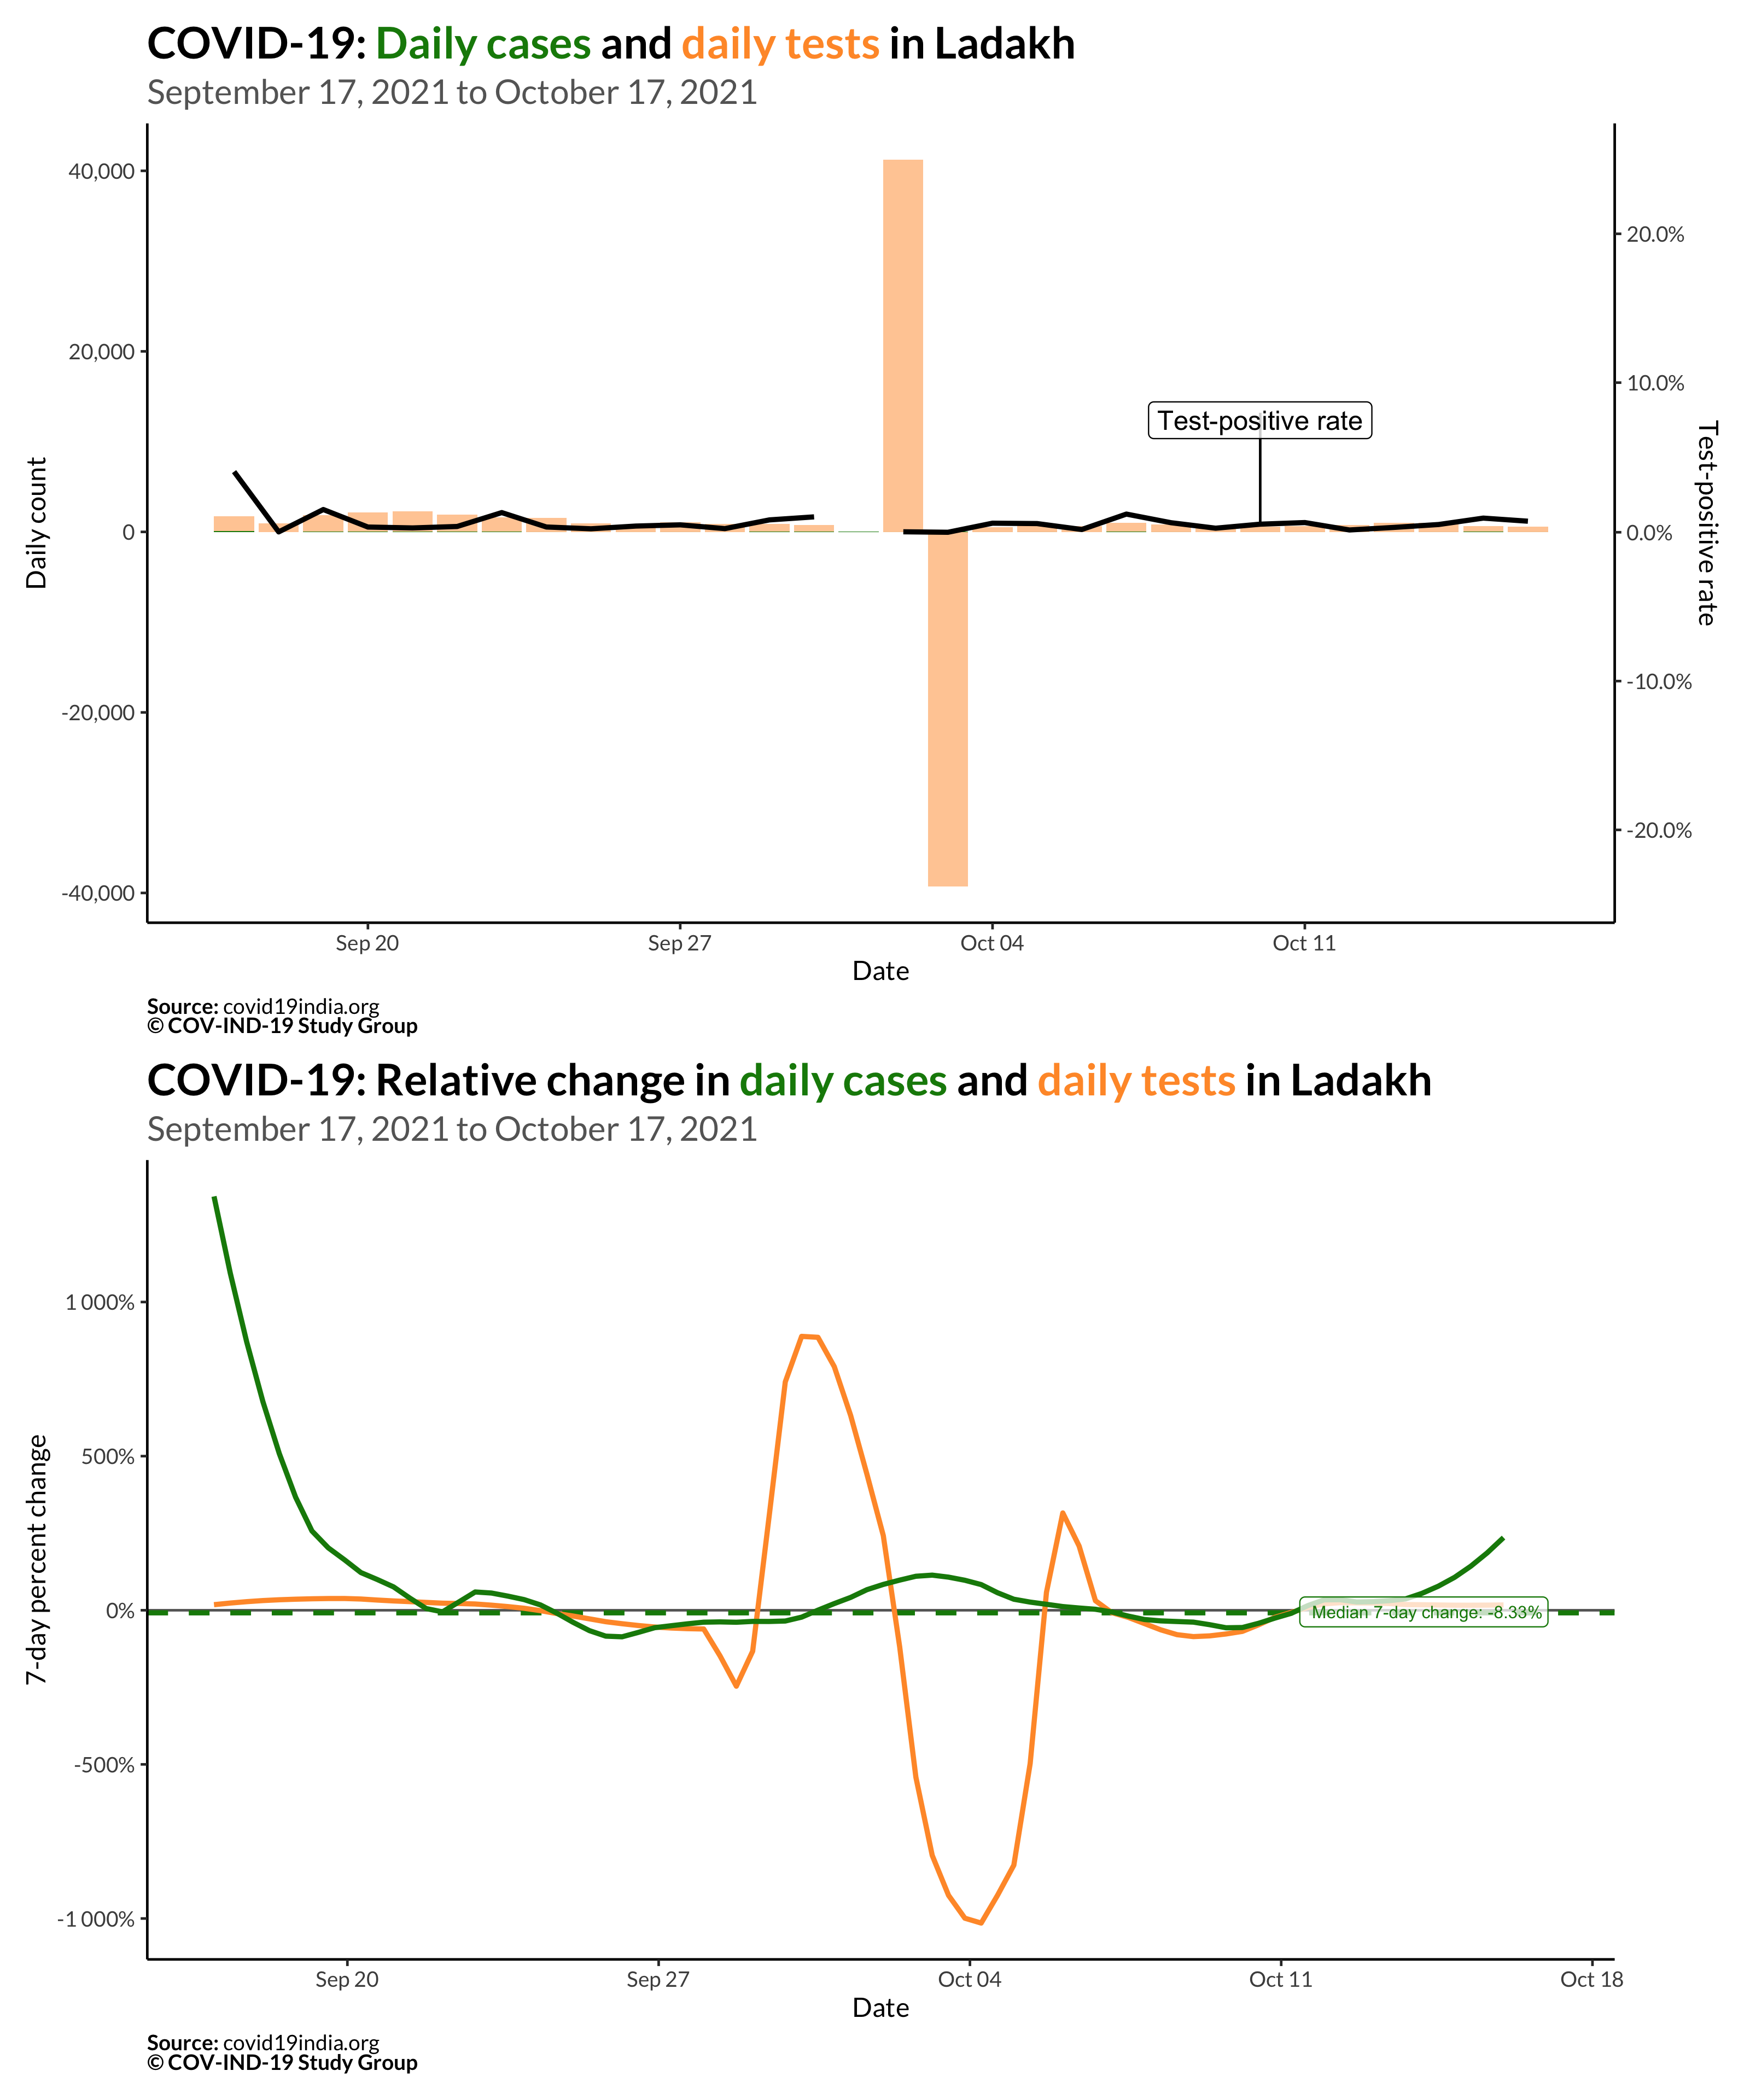 COVID-19: Daily cases and daily tests in Ladakh
September 17, 2021 to October 17, 2021
40,000
20,000
0
-20,000
-40,000
Daily count
20.0%
10.0%
0.0%
-10.0%
-20.0%
Test-positive rate
Test-positive rate
Sep 20
Sep 27
Oct 04
Oct 11
Date
Source: covid19india.org
© COV-IND-19 Study Group
COVID-19: Relative change in daily cases and daily tests in Ladakh
September 17, 2021 to October 17, 2021
1 000%
500%
0%
-500%
-1 000%
7-day percent change
Median 7-day change: -8.33%
Sep 20
Sep 27
Oct 04
Oct 11
Oct 18
Date
Source: covid19india.org
© COV-IND-19 Study Group